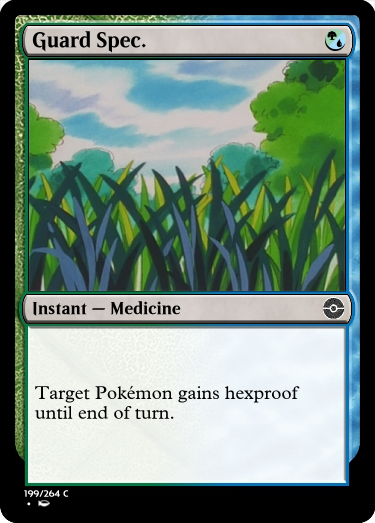 Guard Spec.
Instant — Medicine
Target Pokémon gains hexproof
until end of turn.
199/264 C